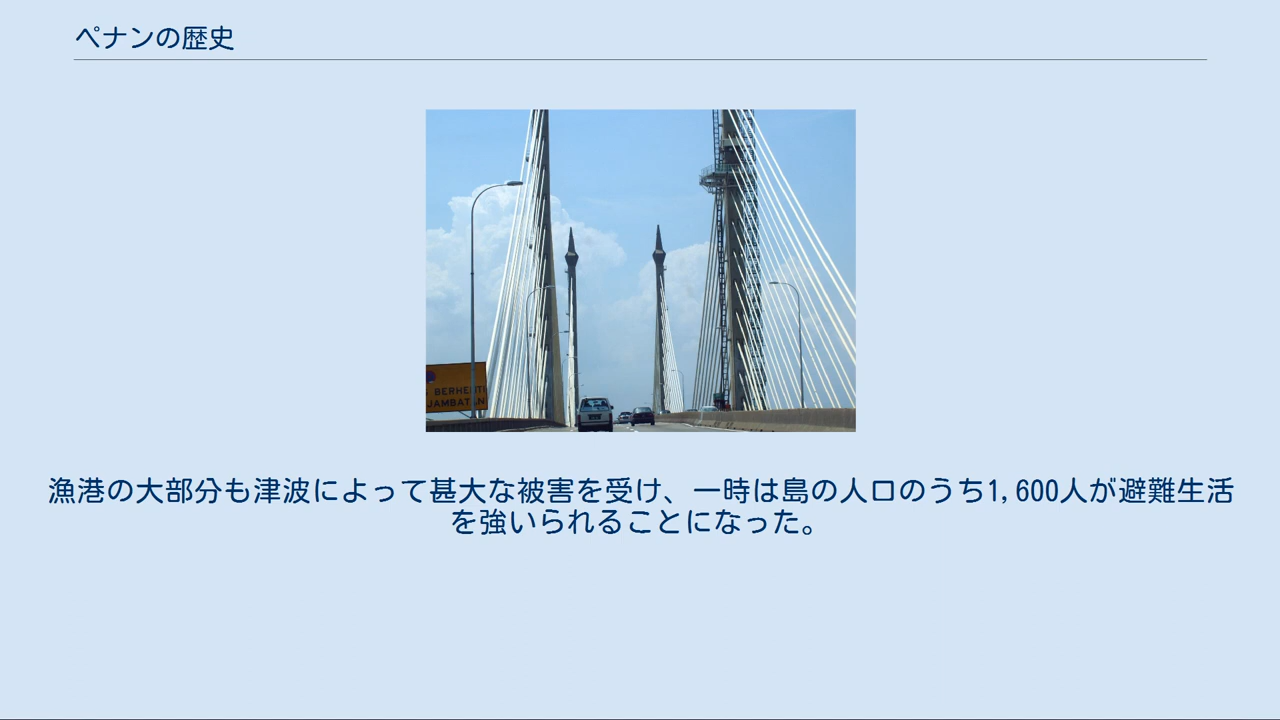 ペナンの歴史
BERHENTI
JAMBATAN
漁港の大部分も津波によって甚大な被害を受け、一時は島の人口のうち1,600人が避難生活
を強いられることになった。